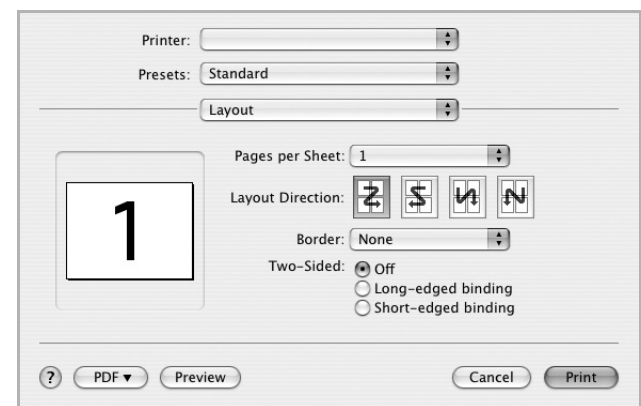 Printer:
Presets: Standard
Layout
Pages per Sheet: 1
Layout Direction:
Border: None
Two-Sided: Off
Long-edged binding
Short-edged binding
1
? PDF ▼ Preview Cancel Print